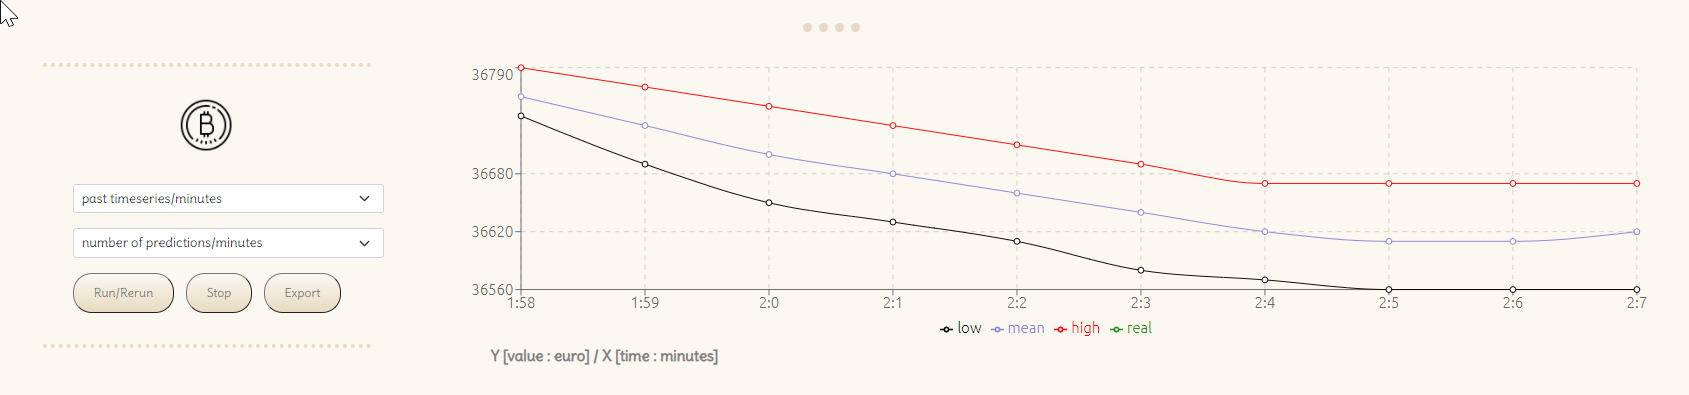 past timeseries/minutes
number of predictions/minutes
Run/Rerun Stop Export
36790
36680
36620
36560
1:58 1:59 2:0 2:1 2:2 2:3 2:4 2:5 2:6 2:7
low mean high real
Y [value : euro] / X [time : minutes]